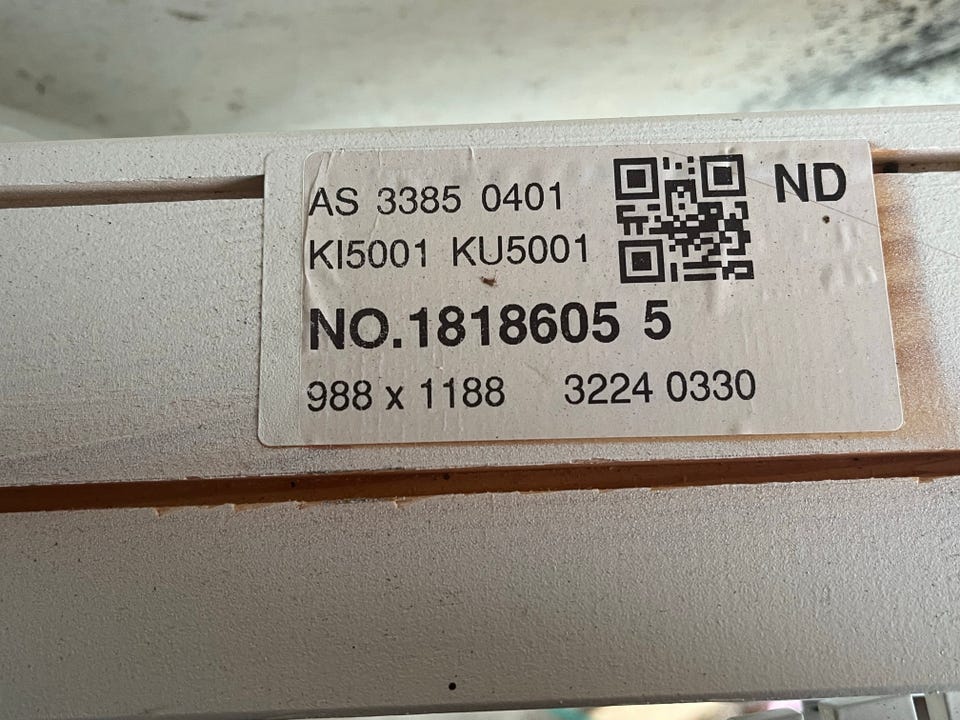 AS 3385 0401
ND
KI5001 KU5001
NO.1818605 5
988 x 1188 3224 0330